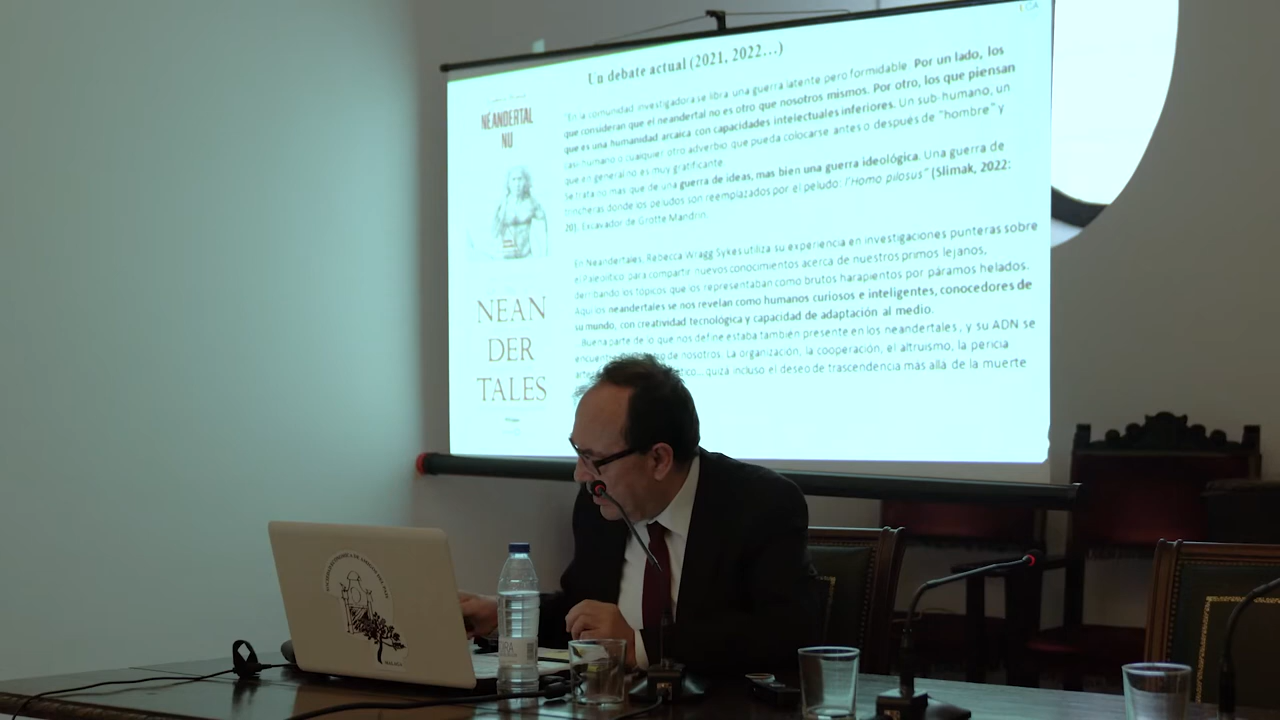 UGA
Un debate actual (2021, 2022...)
"En la comunidad investigadora se libra una guerra latente pero formidable. Por un lado, los
que consideran que el neandertal no es otro que nosotros mismos. Por otro, los que piensan
que es una humanidad arcaica con capacidades intelectuales inferiores. Un sub-humano, un
casi-humano o cualquier otro adverbio que pueda colocarse antes o después de "hombre" y
que en general no es muy gratificante.
Se trata no mas que de una guerra de ideas, mas bien una guerra ideológica. Una guerra de
trincheras donde los peludos son reemplazados por el peludo: l'Homo pilosus" (Slimak, 2022:
20). Excavador de Grotte Mandrin.
En Neandertales, Rebecca Wragg Sykes utiliza su experiencia en investigaciones punteras sobre
el Paleolítico para compartir nuevos conocimientos acerca de nuestros primos lejanos,
derribando los tópicos que los representaban como brutos harapientos por páramos helados.
Aquí los neandertales se nos revelan como humanos curiosos e inteligentes, conocedores de
su mundo, con creatividad tecnológica y capacidad de adaptación al medio.
Buena parte de lo que nos define estaba también presente en los neandertales, y su ADN se
de nosotros. La organización, la cooperación, el altruismo, la pericia
quizá incluso el deseo de trascendencia mas alla de la muerte
NEANDERTAL
NU
NEAN
DER
TALES
MALAGA